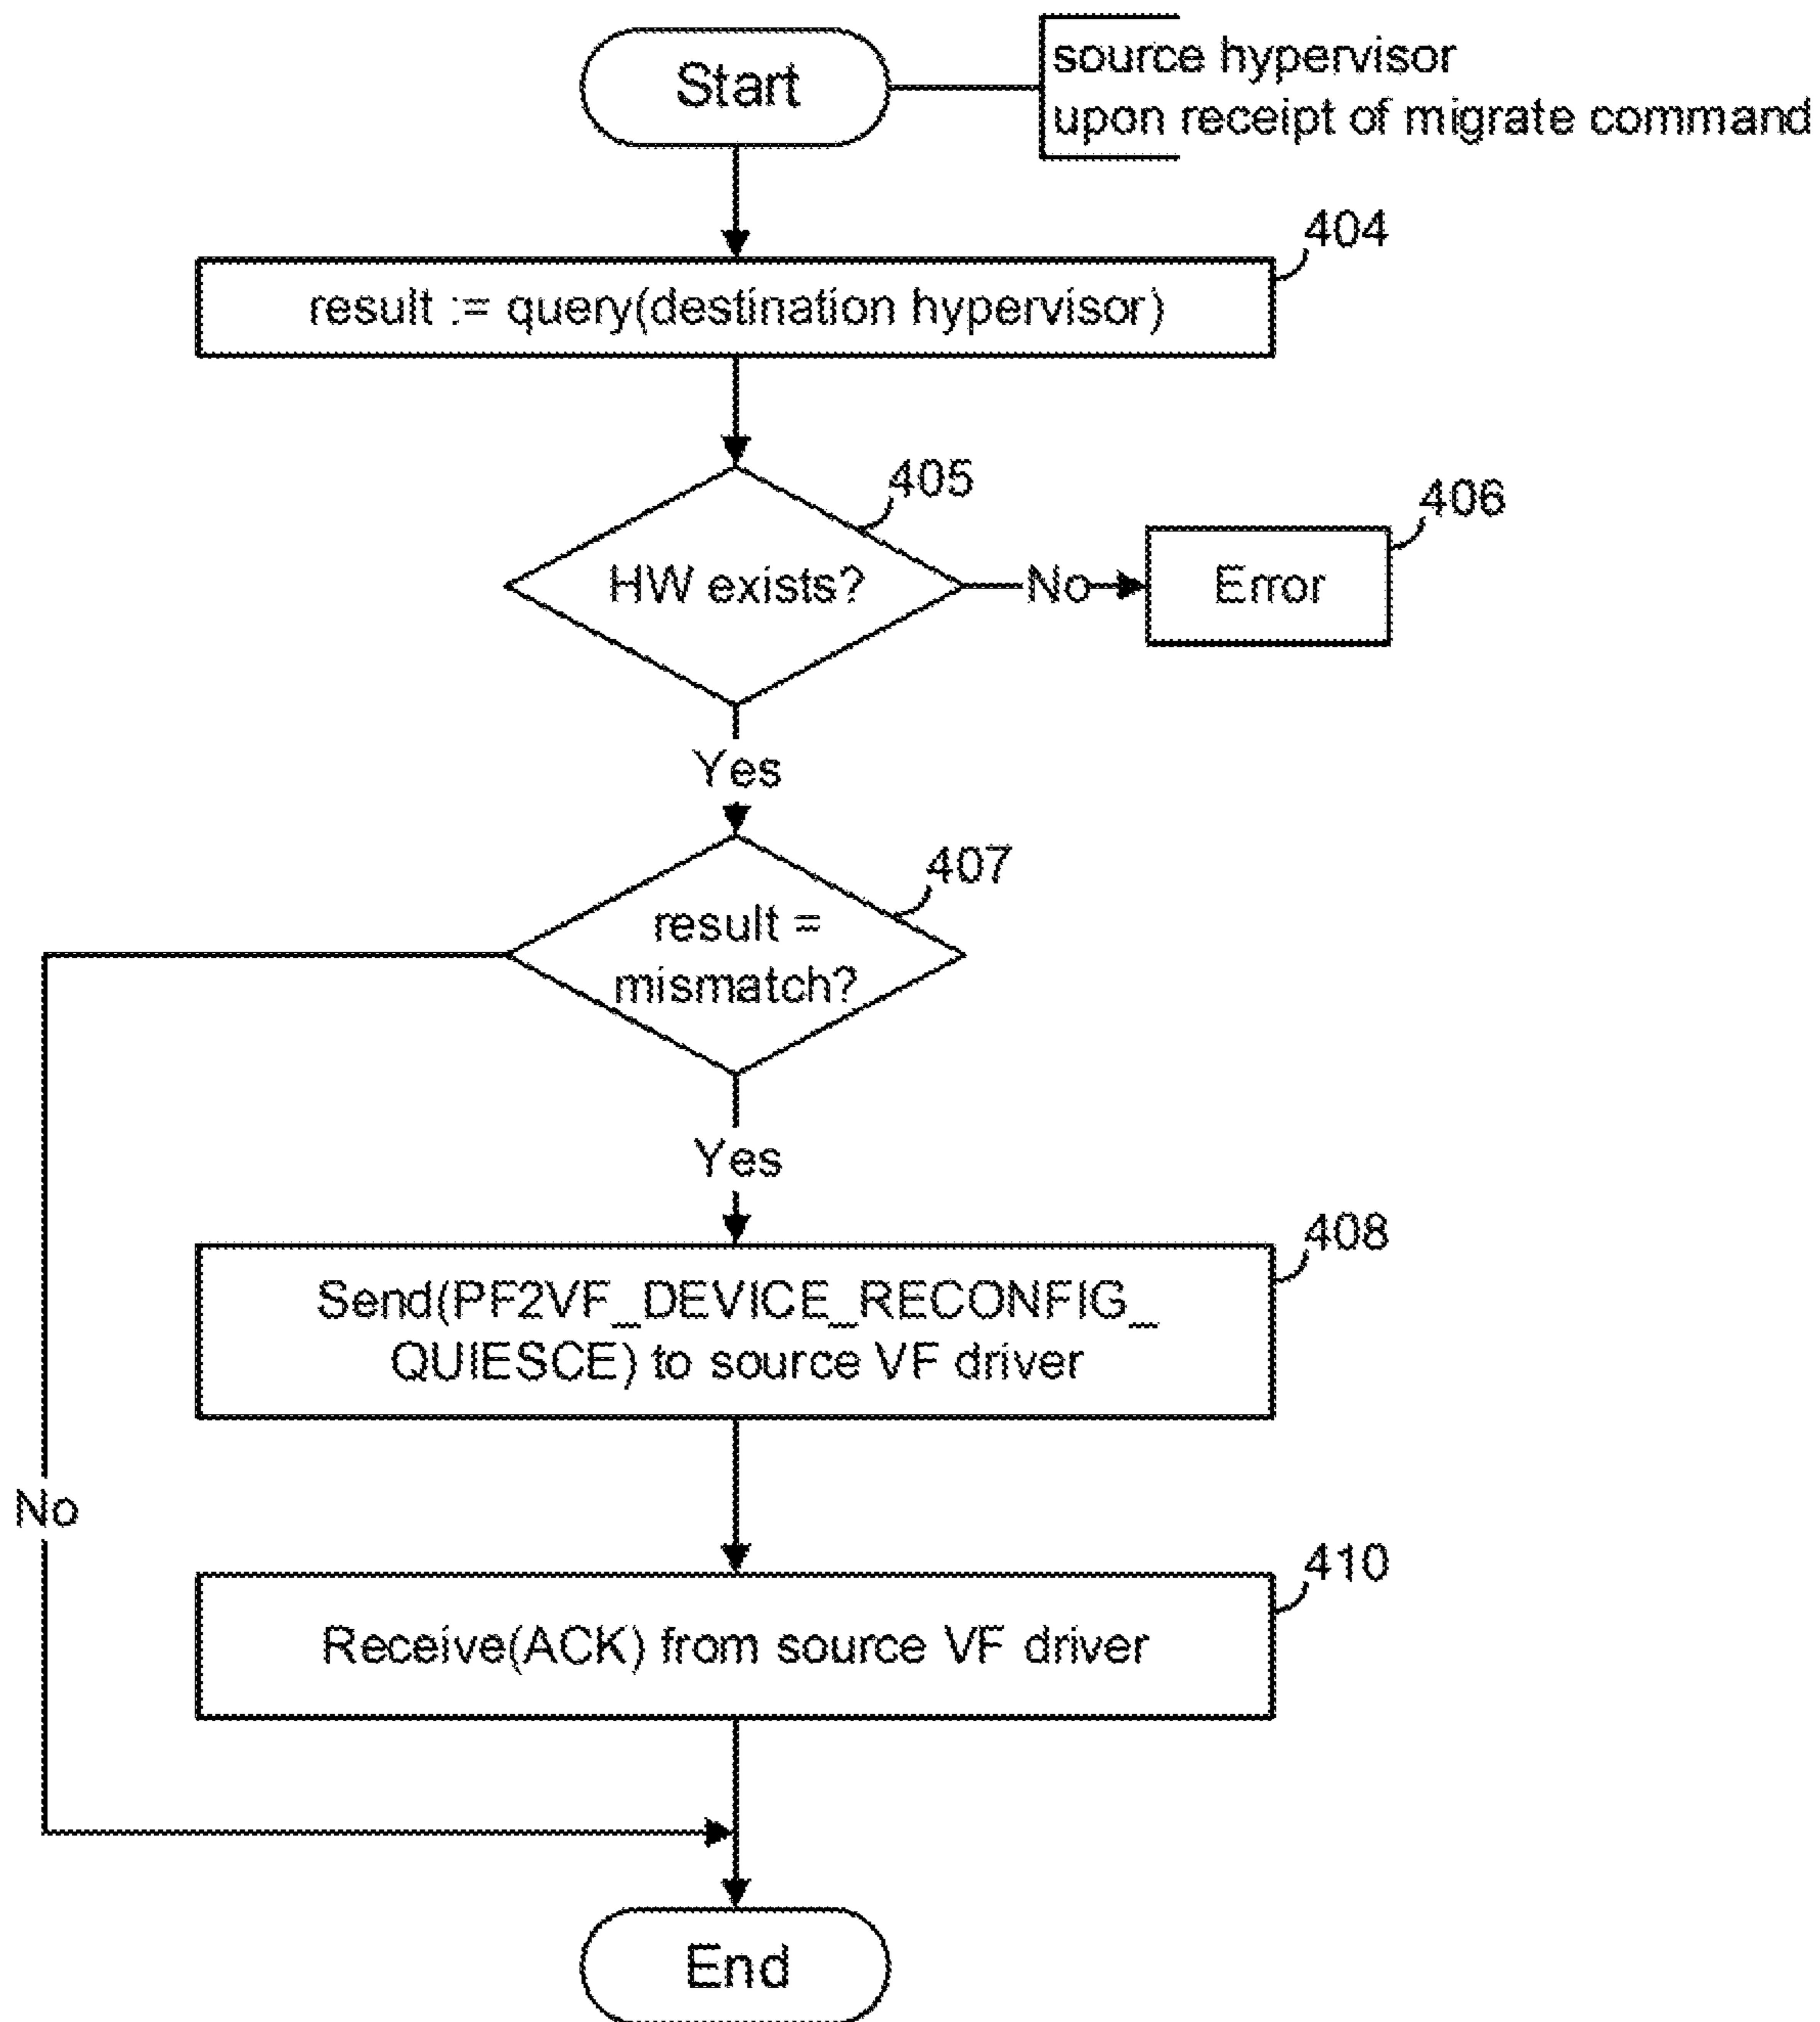 Start
source hypervisor
upon receipt of migrate command
404
result := query(destination hypervisor)
405
HW exists?
No
406
Error
Yes
407
result =
mismatch?
Yes
408
Send(PF2VF_DEVICE_RECONFIG_
QUIESCE) to source VF driver
No
410
Receive(ACK) from source VF driver
End